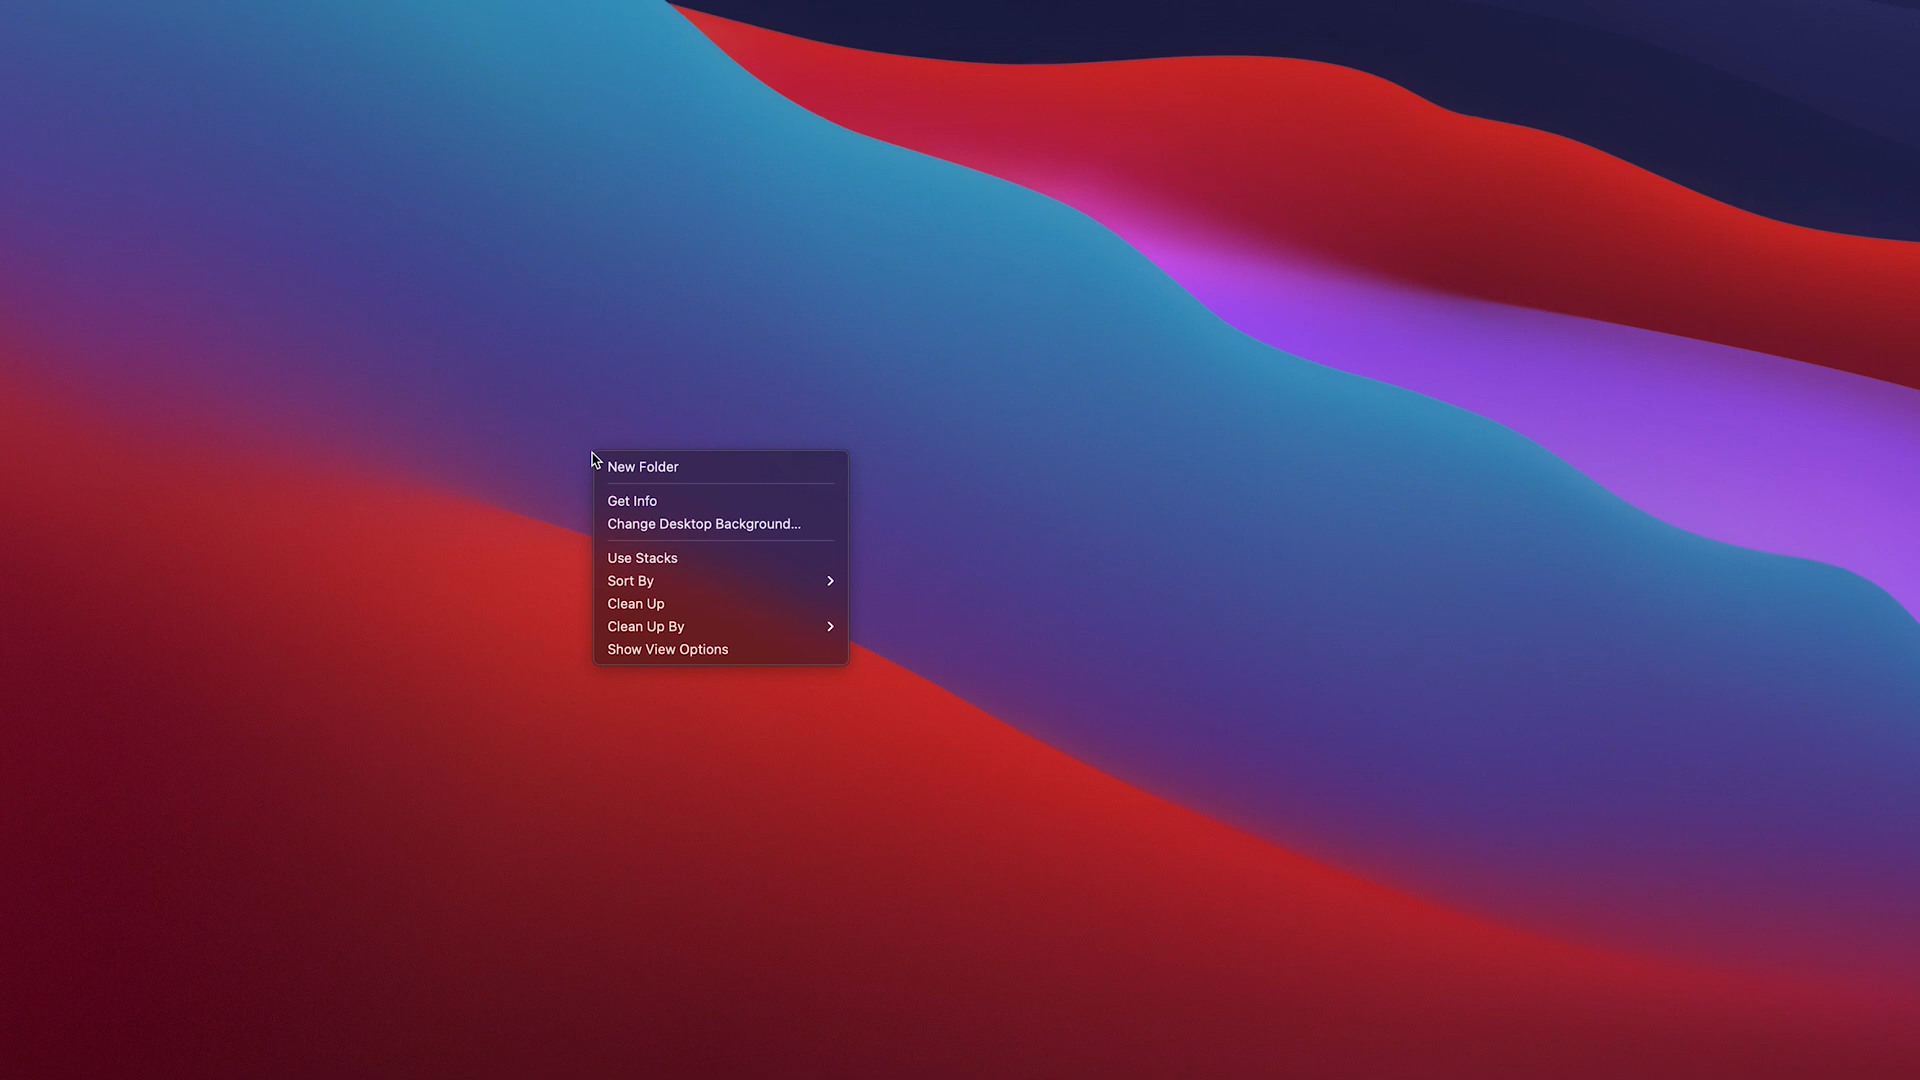 New Folder
Get Info
Change Desktop Background...
Use Stacks
Sort By
Clean Up
Clean Up By
Show View Options